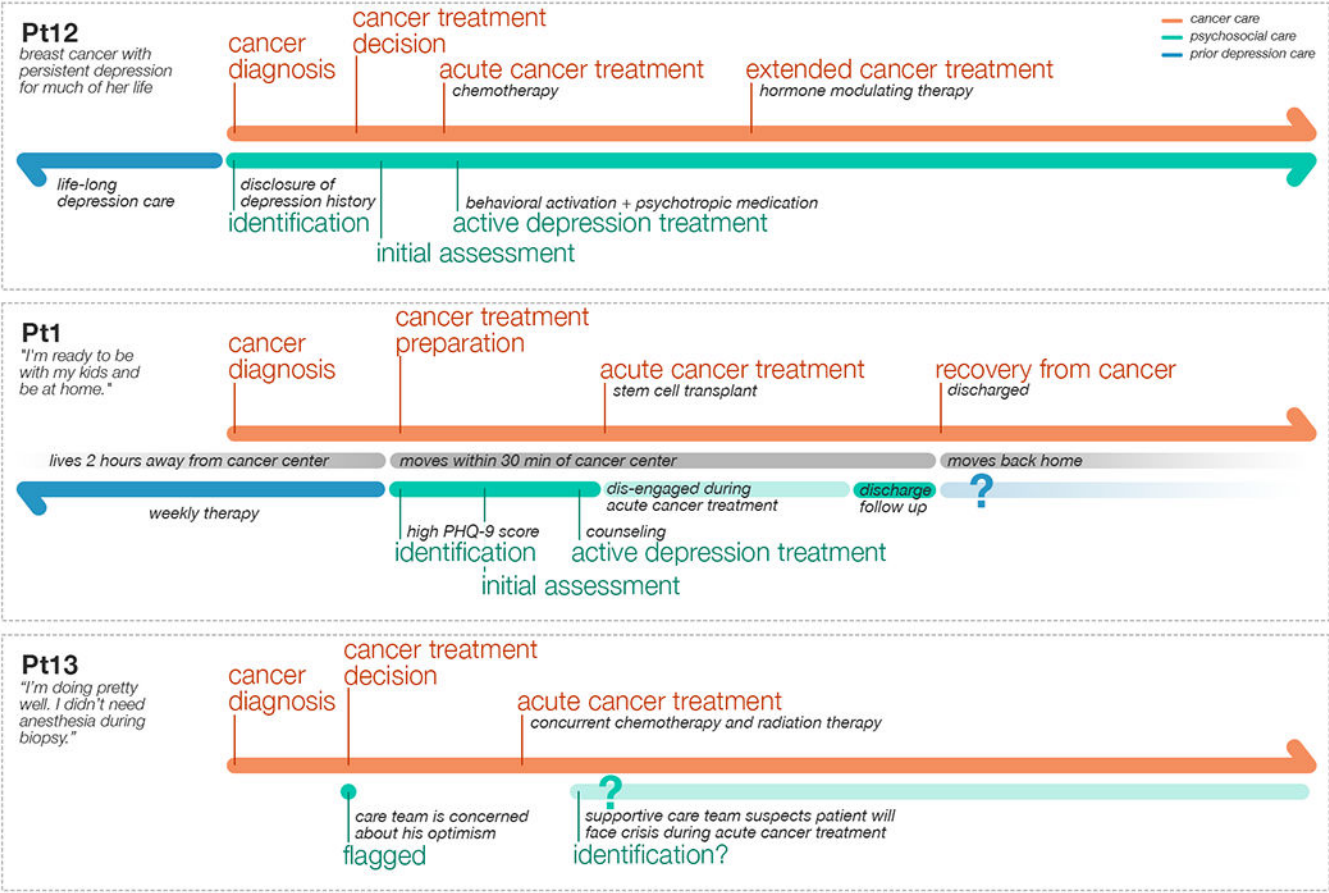 Pt12
breast cancer with
persistent depression
for much of her life
cancer care
psychosocial care
prior depression care
cancer
diagnosis
cancer treatment
decision
acute cancer treatment
chemotherapy
extended cancer treatment
hormone modulating therapy
life-long
depression care
disclosure of
depression history
identification
initial assessment
behavioral activation + psychotropic medication
active depression treatment
Pt1
"I'm ready to be
with my kids and
be at home."
cancer
diagnosis
cancer treatment
preparation
acute cancer treatment
stem cell transplant
recovery from cancer
discharged
lives 2 hours away from cancer center
moves within 30 min of cancer center
moves back home
weekly therapy
high PHQ-9 score
identification
initial assessment
counseling
active depression treatment
dis-engaged during
acute cancer treatment
discharge
follow up
?
Pt13
“I’m doing pretty
well. I didn’t need
anesthesia during
biopsy.”
cancer
diagnosis
cancer treatment
decision
acute cancer treatment
concurrent chemotherapy and radiation therapy
care team is concerned
about his optimism
flagged
?
supportive care team suspects patient will
face crisis during acute cancer treatment
identification?